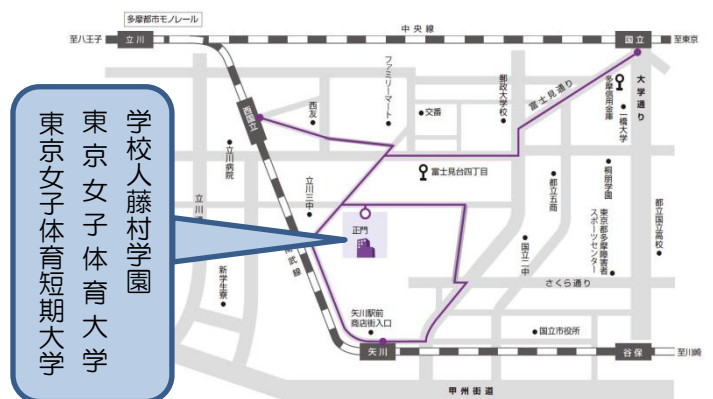 多摩都市モノレール
至八王子
立川
中央線
国立
至東京
学校人藤村学園
東京女子体育大学
東京女子体育短期大学
西国立
西友
ファミリーマート
交番
郵政大学校
富士見通り
多摩信用金庫
大学通り
一橋大学
立川病院
富士見台四丁目
桐朋学園
立川三中
都立五商
東京都多摩障害者
スポーツセンター
都立国立高校
立川
正門
武線
国立二中
さくら通り
新学生寮
矢川駅前
商店街入口
国立市役所
矢川
谷保
至川崎
甲州街道